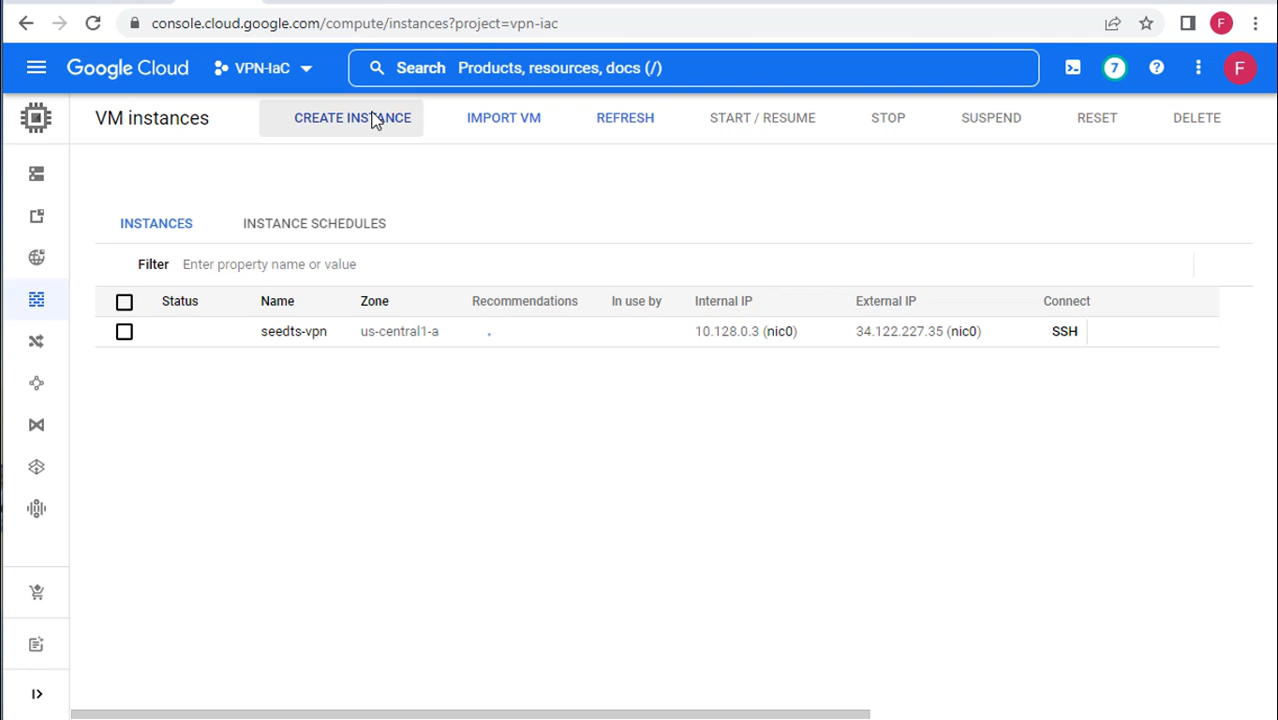 console.cloud.google.com/compute/instances?project=vpn-iac
F
Google Cloud VPN-IaC Search Products, resources, docs (/) 7 F
VM instances CREATE INSTANCE IMPORT VM REFRESH START / RESUME STOP SUSPEND RESET DELETE
INSTANCES INSTANCE SCHEDULES
Filter Enter property name or value
Status Name Zone Recommendations In use by Internal IP External IP Connect
seedts-vpn us-central1-a 10.128.0.3 (nic0) 34.122.227.35 (nic0) SSH